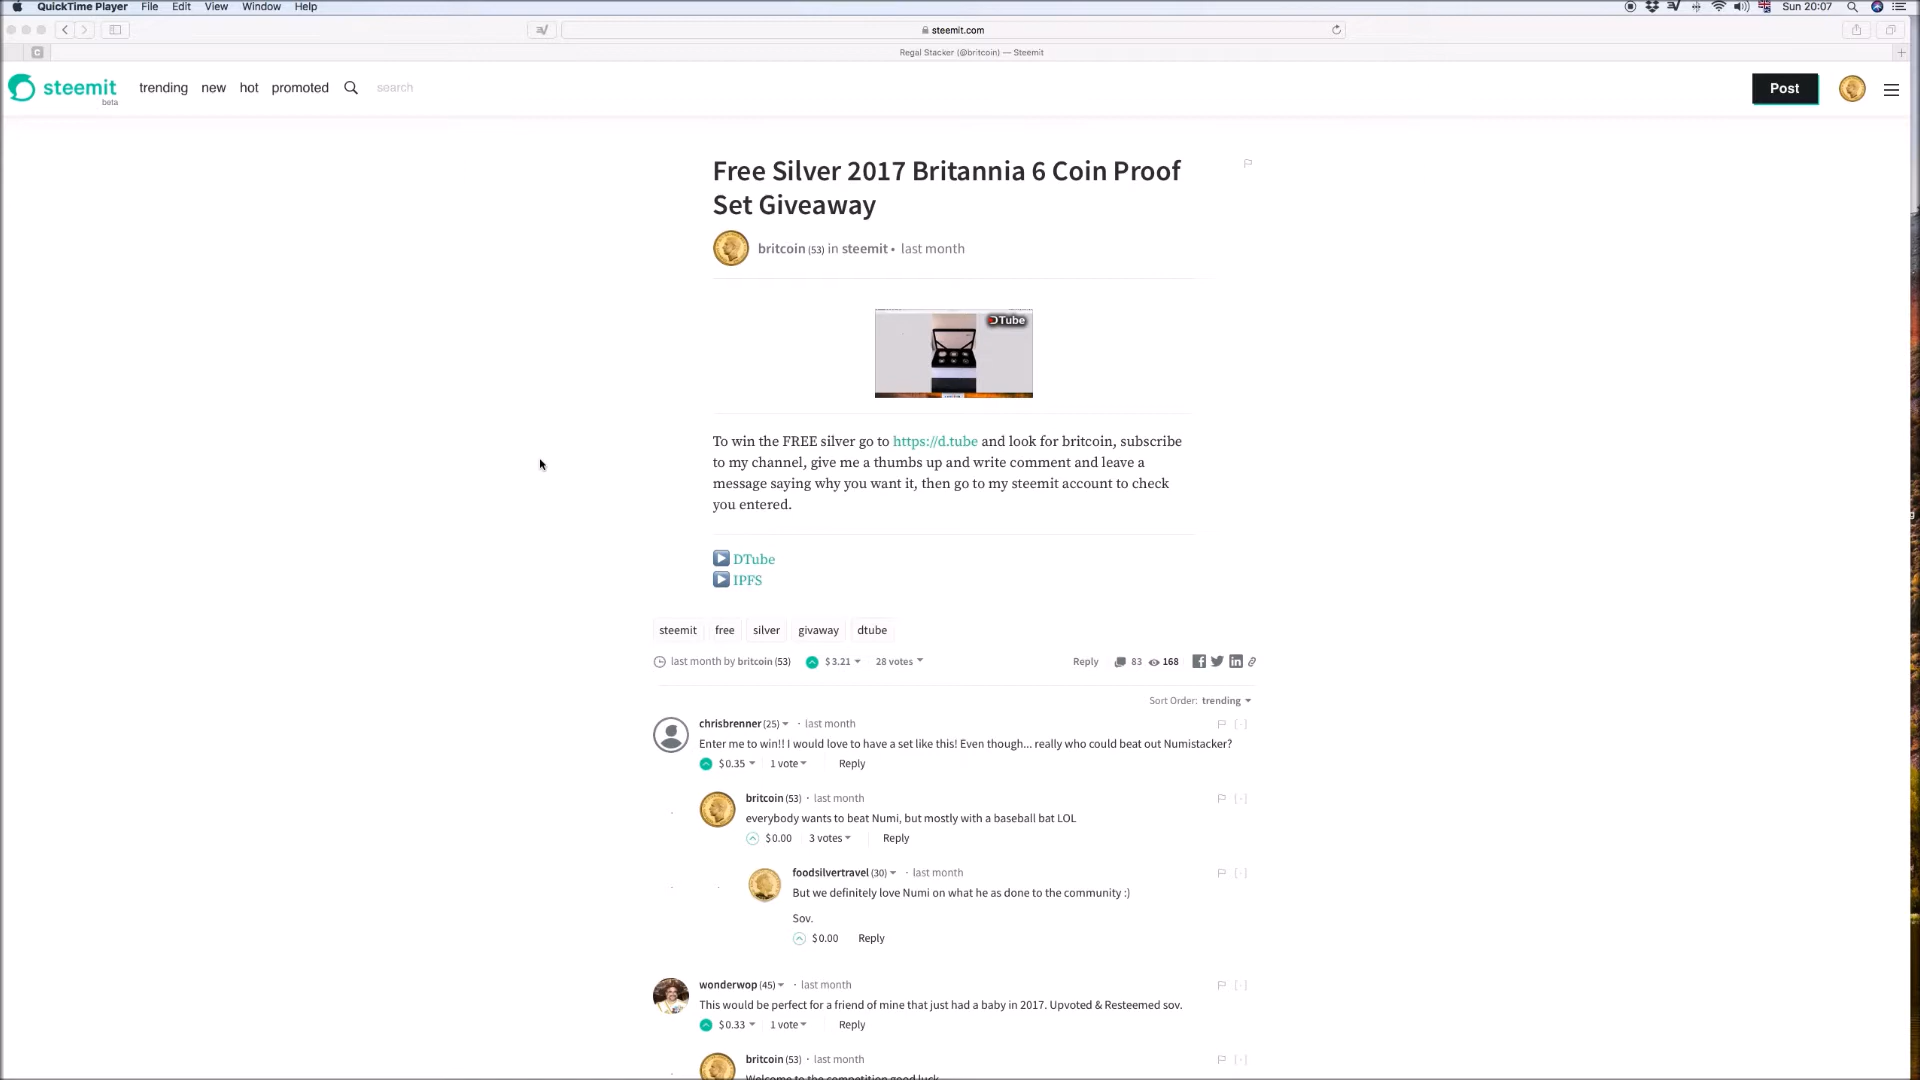 QuickTime Player File Edit View Window Help
Sun 20:07
steemit.com
Regal Stacker (@britcoin) — Steemit
steemit
beta
trending new hot promoted search
Post
Free Silver 2017 Britannia 6 Coin Proof
Set Giveaway
britcoin (53) in steemit • last month
DTube
To win the FREE silver go to https://d.tube and look for britcoin, subscribe
to my channel, give me a thumbs up and write comment and leave a
message saying why you want it, then go to my steemit account to check
you entered.
DTube
IPFS
steemit free silver givaway dtube
last month by britcoin (53) $3.21 28 votes Reply 83 168
Sort Order: trending
chrisbrenner (25) · last month
Enter me to win!! I would love to have a set like this! Even though... really who could beat out Numistacker?
$0.35 1 vote Reply
britcoin (53) · last month
everybody wants to beat Numi, but mostly with a baseball bat LOL
$0.00 3 votes Reply
foodsilvertravel (30) · last month
But we definitely love Numi on what he as done to the community :)
Sov.
$0.00 Reply
wonderwop (45) · last month
This would be perfect for a friend of mine that just had a baby in 2017. Upvoted & Resteemed sov.
$0.33 1 vote Reply
britcoin (53) · last month
Welcome to the competition good luck